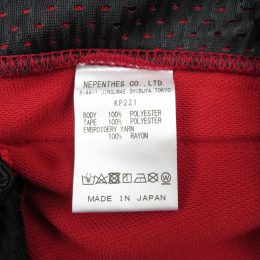 NEPENTHES CO., LTD
5-44-1 JINGUMAE SHIBUYA, TOKYO
KP221
BODY 100% POLYESTER
TAPE 100% POLYESTER
EMBROIDERY YARN
100% RAYON
MADE IN JAPAN